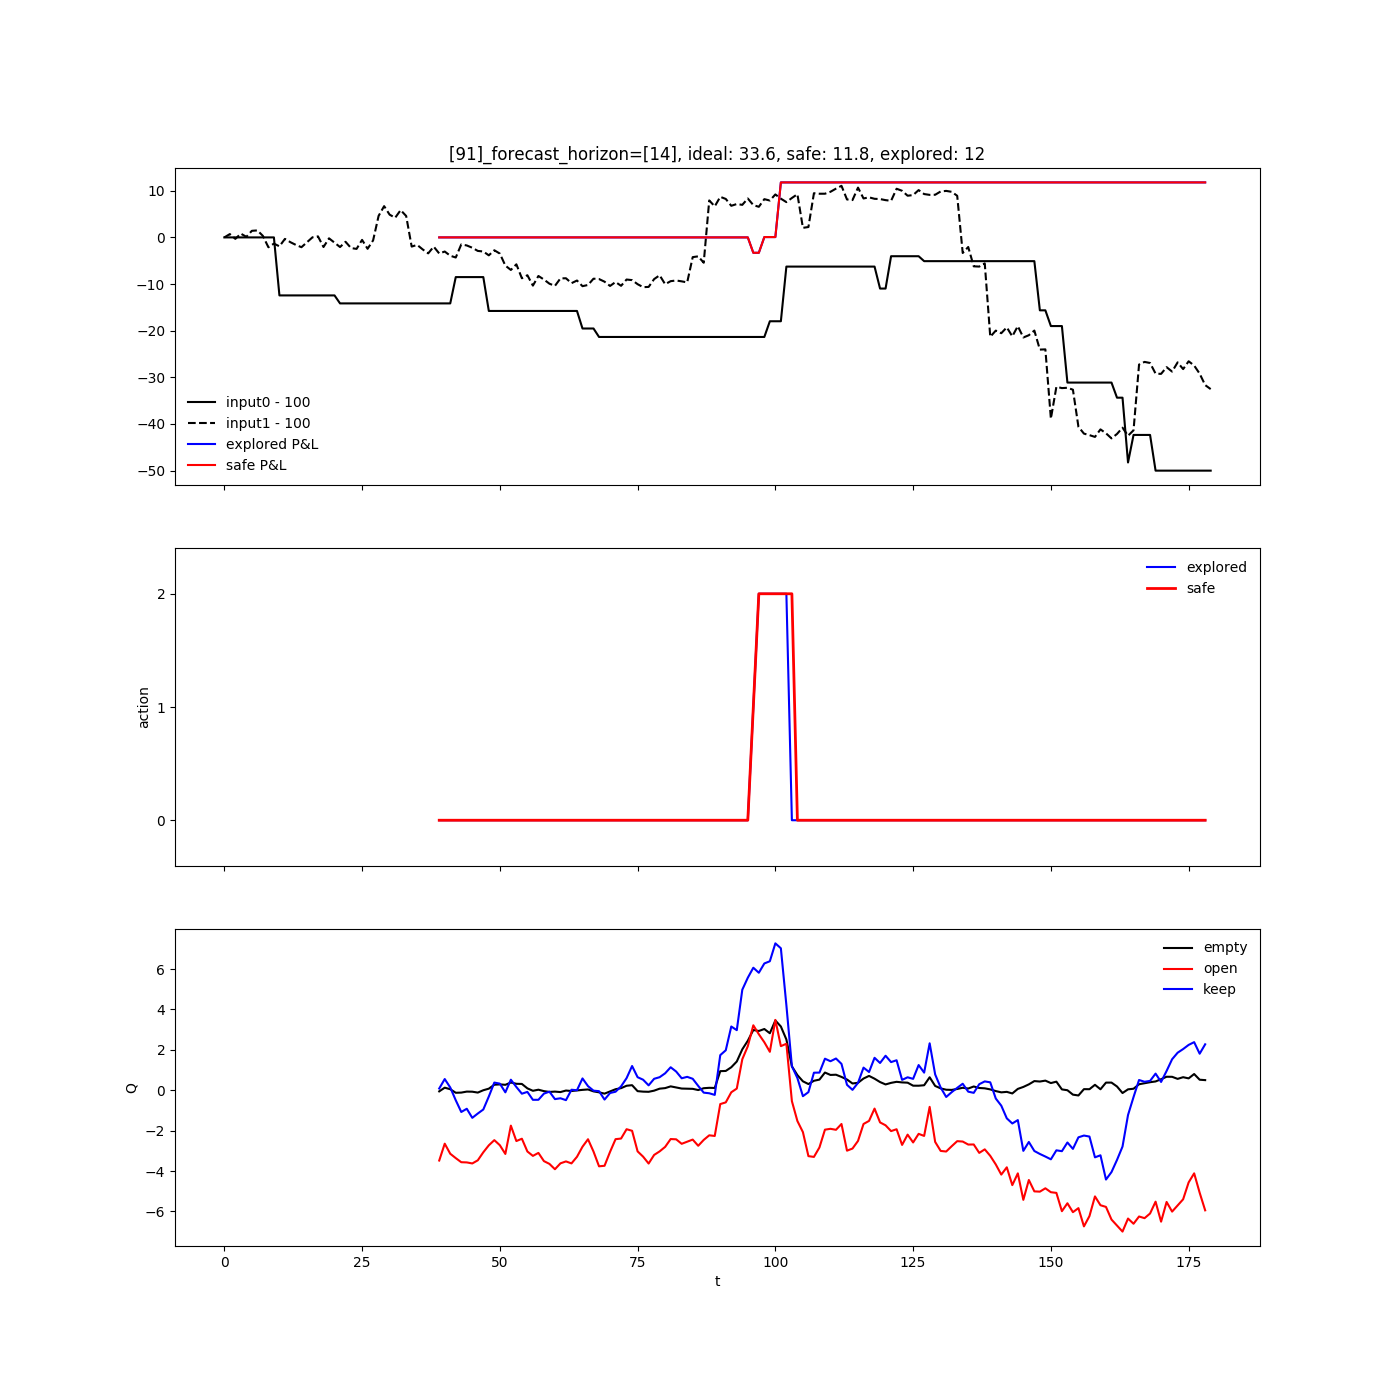 [91]_forecast_horizon=[14], ideal: 33.6, safe: 11.8, explored: 12
10
0
−10
−20
−30
−40
−50
input0 - 100
input1 - 100
explored P&L
safe P&L
2
1
0
action
explored
safe
6
4
2
0
−2
−4
−6
Q
empty
open
keep
0 25 50 75 100 125 150 175
t